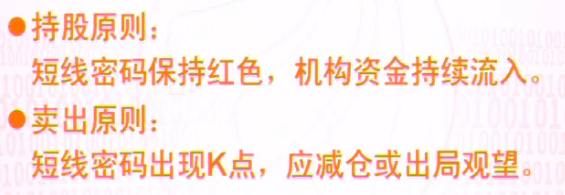 ●持股原则：
短线密码保持红色，机构资金持续流入。
●卖出原则：
短线密码出现K点，应减仓或出局观望。